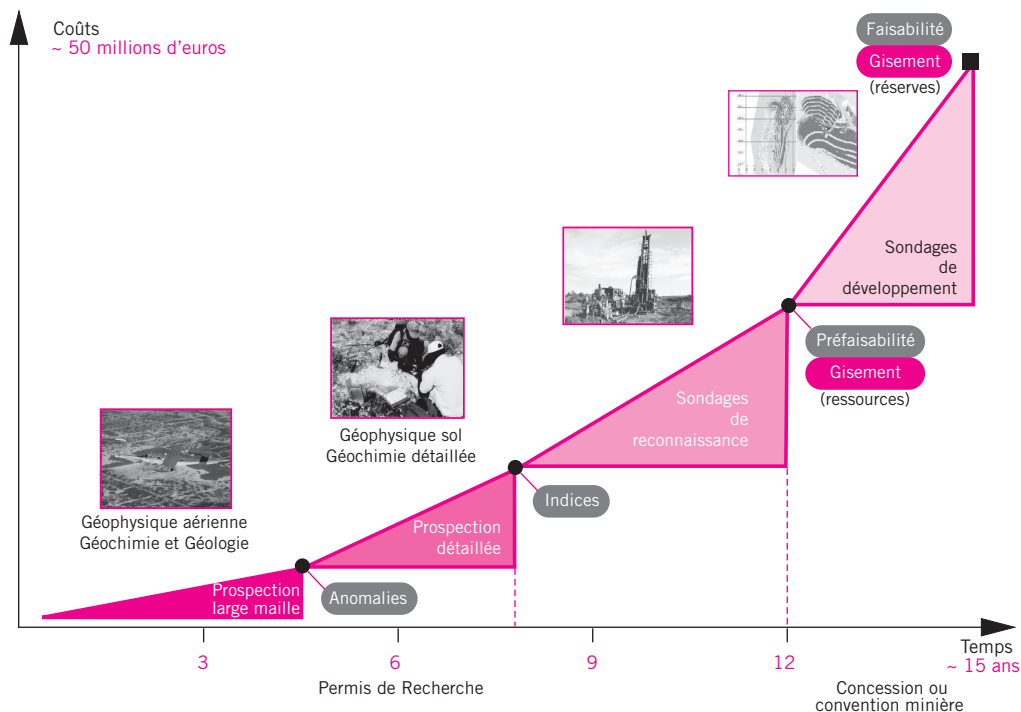 Coûts
~ 50 millions d'euros
Faisabilité
Gisement
(réserves)
Sondages
de
développement
Préfaisabilité
Gisement
(ressources)
Sondages
de
reconnaissance
Géophysique sol
Géochimie détaillée
Indices
Géophysique aérienne
Géochimie et Géologie
Prospection
détaillée
Prospection
large maille
Anomalies
3
6
9
12
Temps
~ 15 ans
Permis de Recherche
Concession ou
convention minière